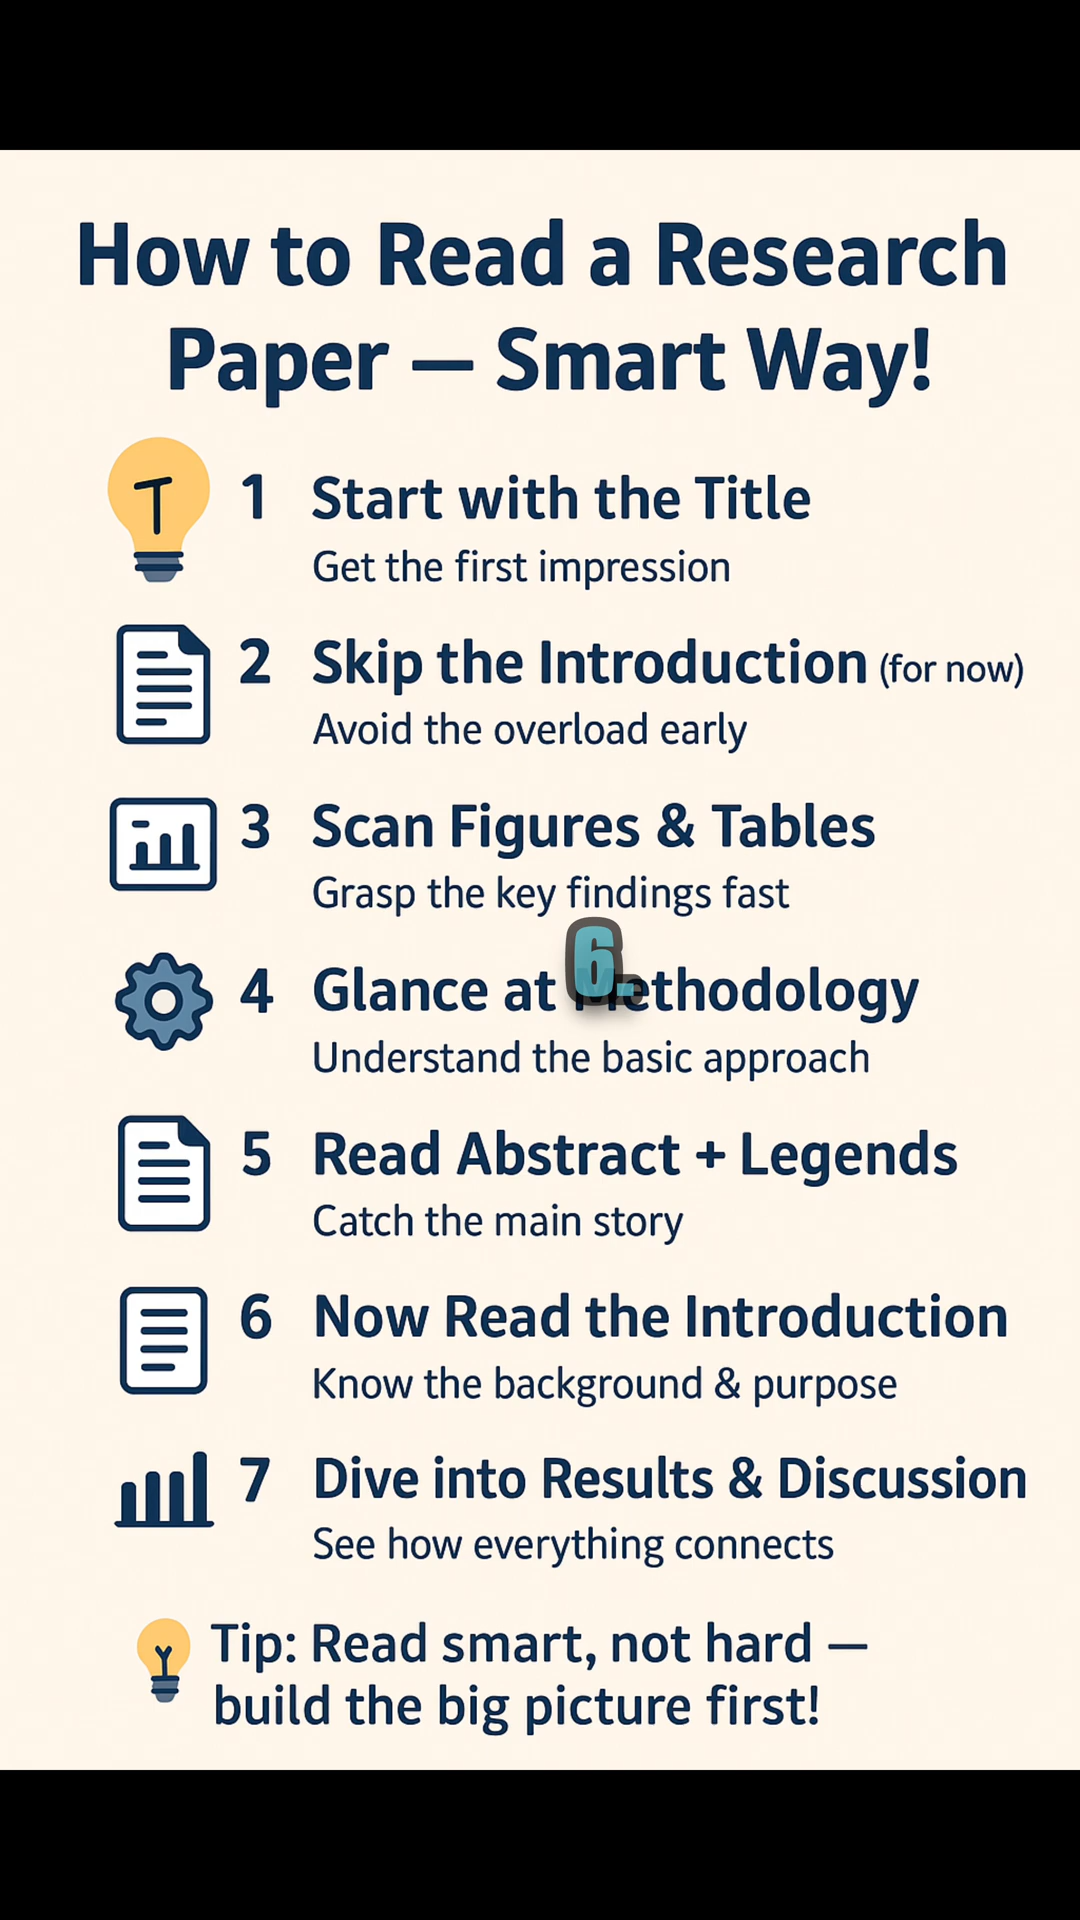 How to Read a Research
Paper — Smart Way!
T
1 Start with the Title
Get the first impression
2 Skip the Introduction (for now)
Avoid the overload early
3 Scan Figures & Tables
Grasp the key findings fast
6.
4 Glance at Methodology
Understand the basic approach
5 Read Abstract + Legends
Catch the main story
6 Now Read the Introduction
Know the background & purpose
7 Dive into Results & Discussion
See how everything connects
Tip: Read smart, not hard —
build the big picture first!